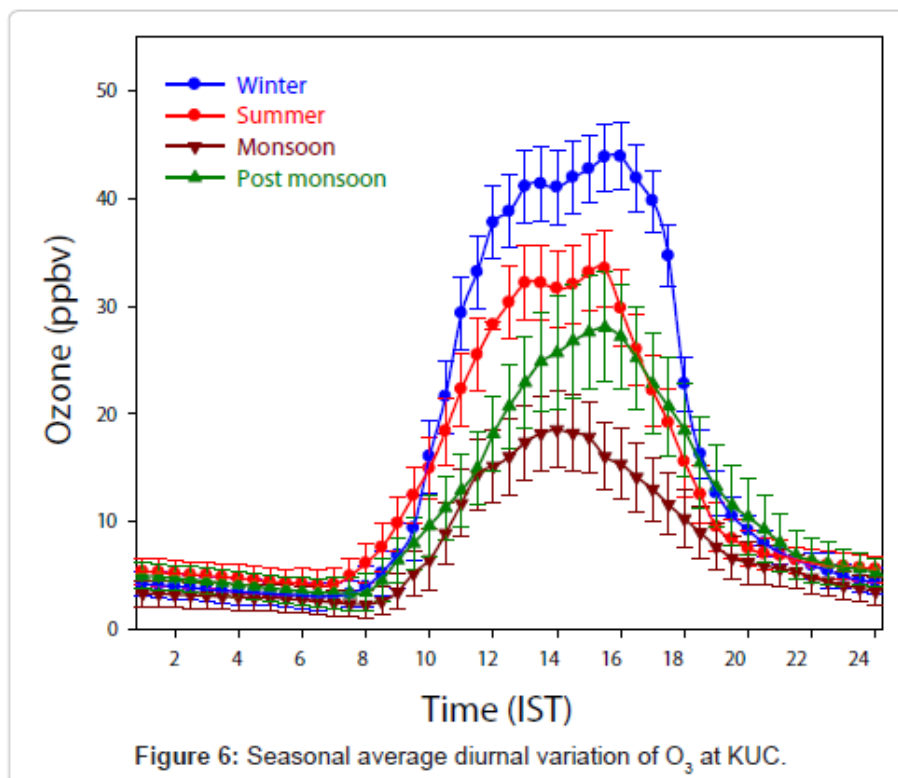 50
40
30
20
10
0
Ozone (ppbv)
Winter
Summer
Monsoon
Post monsoon
2 4 6 8 10 12 14 16 18 20 22 24
Time (IST)
Figure 6: Seasonal average diurnal variation of O₃ at KUC.